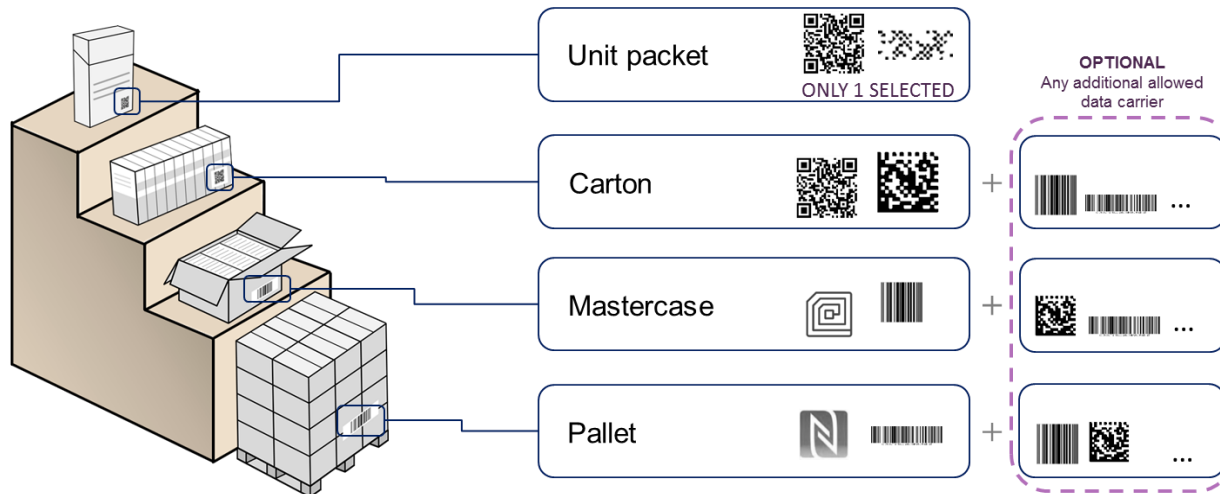 Unit packet
ONLY 1 SELECTED
OPTIONAL
Any additional allowed
data carrier
Carton
+
...
Mastercase
+
...
Pallet
+
...